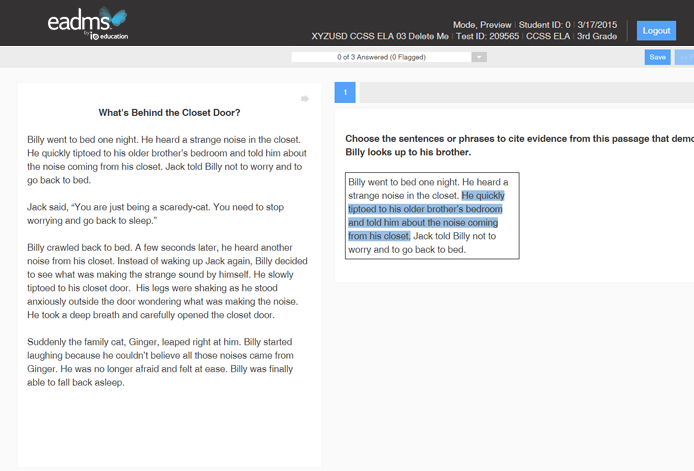 eadms
by io education
Mode, Preview | Student ID: 0 | 3/17/2015
XYZUSD CCSS ELA 03 Delete Me | Test ID: 209565 | CCSS ELA | 3rd Grade
Logout
0 of 3 Answered (0 Flagged)
Save
What's Behind the Closet Door?
Billy went to bed one night. He heard a strange noise in the closet.
He quickly tiptoed to his older brother's bedroom and told him about
the noise coming from his closet. Jack told Billy not to worry and to
go back to bed.
Jack said, “You are just being a scaredy-cat. You need to stop
worrying and go back to sleep.”
Billy crawled back to bed. A few seconds later, he heard another
noise from his closet. Instead of waking up Jack again, Billy decided
to see what was making the strange sound by himself. He slowly
tiptoed to his closet door. His legs were shaking as he stood
anxiously outside the door wondering what was making the noise.
He took a deep breath and carefully opened the closet door.
Suddenly the family cat, Ginger, leaped right at him. Billy started
laughing because he couldn't believe all those noises came from
Ginger. He was no longer afraid and felt at ease. Billy was finally
able to fall back asleep.
1
Choose the sentences or phrases to cite evidence from this passage that demo
Billy looks up to his brother.
Billy went to bed one night. He heard a
strange noise in the closet. He quickly
tiptoed to his older brother's bedroom
and told him about the noise coming
from his closet. Jack told Billy not to
worry and to go back to bed.